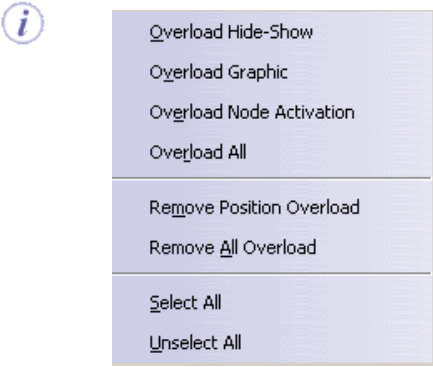 i
Overload Hide-Show
Overload Graphic
Overload Node Activation
Overload All
Remove Position Overload
Remove All Overload
Select All
Unselect All